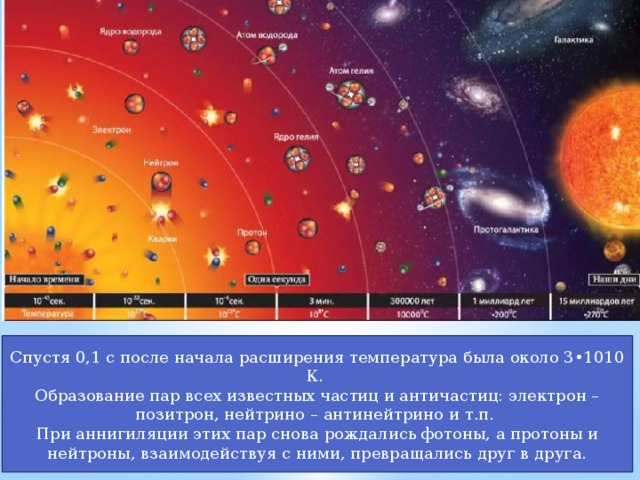 Ядро водорода
Атом водорода
Галактика
Атом гелия
Электрон
Ядро гелия
Нейтрон
Протогалактика
Протон
Кварки
Начало времени
Одна секунда
Наши дни
10⁻⁶ сек. 3 мин. 300000 лет 1 миллиард лет 15 миллиардов лет
Температура 10000°C -200°C -270°C
Спустя 0,1 с после начала расширения температура была около 3•1010
К.
Образование пар всех известных частиц и античастиц: электрон –
позитрон, нейтрино – антинейтрино и т.п.
При аннигиляции этих пар снова рождались фотоны, а протоны и
нейтроны, взаимодействуя с ними, превращались друг в друга.